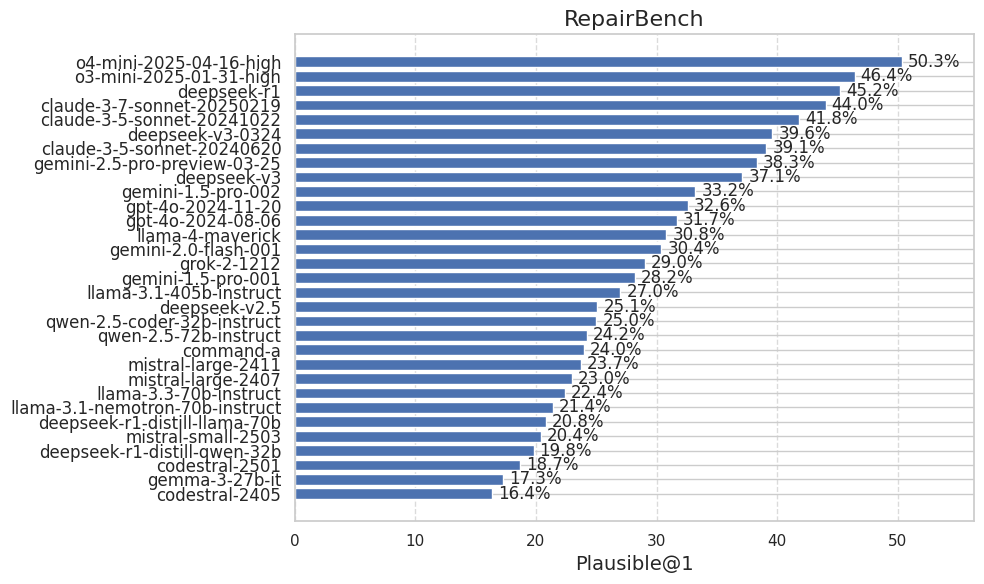 RepairBench
o4-mini-2025-04-16-high 50.3%
o3-mini-2025-01-31-high 46.4%
deepseek-r1 45.2%
claude-3-7-sonnet-20250219 44.0%
claude-3-5-sonnet-20241022 41.8%
deepseek-v3-0324 39.6%
claude-3-5-sonnet-20240620 39.1%
gemini-2.5-pro-preview-03-25 38.3%
deepseek-v3 37.1%
gemini-1.5-pro-002 33.2%
gpt-4o-2024-11-20 32.6%
gpt-4o-2024-08-06 31.7%
llama-4-maverick 30.8%
gemini-2.0-flash-001 30.4%
grok-2-1212 29.0%
gemini-1.5-pro-001 28.2%
llama-3.1-405b-instruct 27.0%
deepseek-v2.5 25.1%
qwen-2.5-coder-32b-instruct 25.0%
qwen-2.5-72b-instruct 24.2%
command-a 24.0%
mistral-large-2411 23.7%
mistral-large-2407 23.0%
llama-3.3-70b-instruct 22.4%
llama-3.1-nemotron-70b-instruct 21.4%
deepseek-r1-distill-llama-70b 20.8%
mistral-small-2503 20.4%
deepseek-r1-distill-qwen-32b 19.8%
codestral-2501 18.7%
gemma-3-27b-it 17.3%
codestral-2405 16.4%
0 10 20 30 40 50
Plausible@1